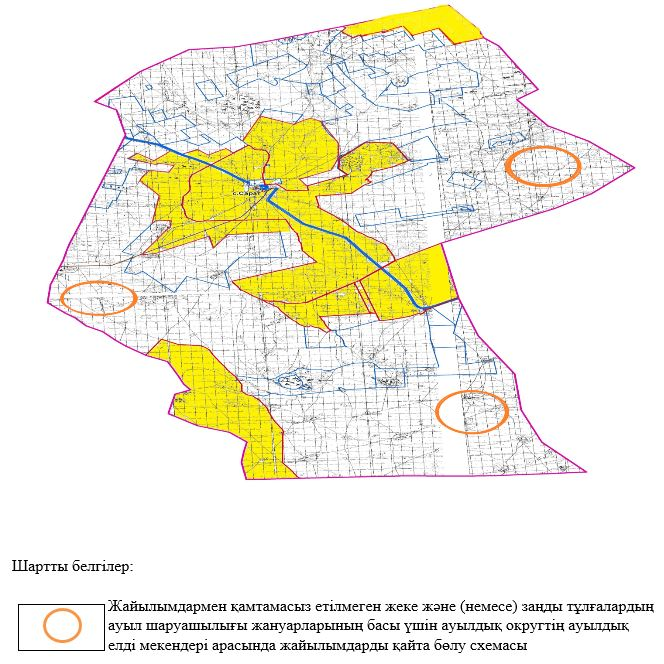 с.Сарат
Шартты белгілер:
Жайылымдармен қамтамасыз етілмеген жеке және (немесе) заңды тұлғалардың
ауыл шаруашылығы жануарларының басы үшін ауылдық округтің ауылдық
елді мекендері арасында жайылымдарды қайта бөлу схемасы